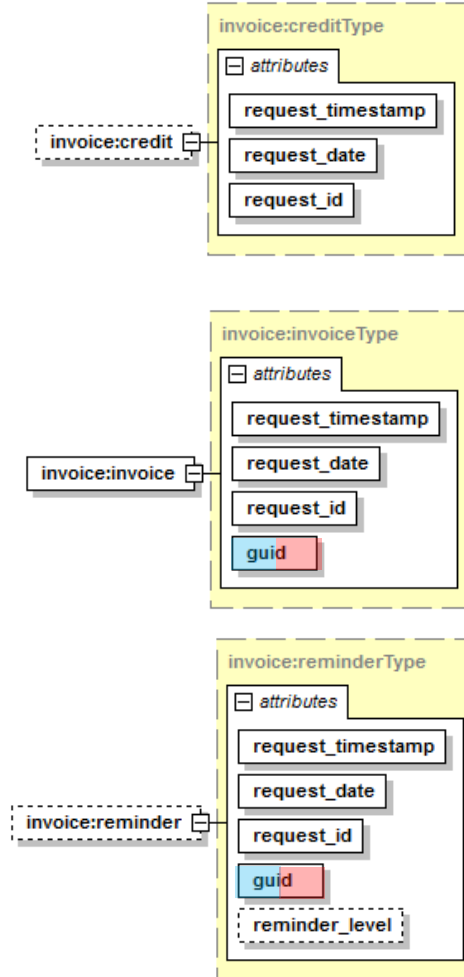 invoice:creditType
attributes
request_timestamp
invoice:credit
request_date
request_id
invoice:invoiceType
attributes
request_timestamp
request_date
invoice:invoice
request_id
guid
invoice:reminderType
attributes
request_timestamp
request_date
invoice:reminder
request_id
guid
reminder_level